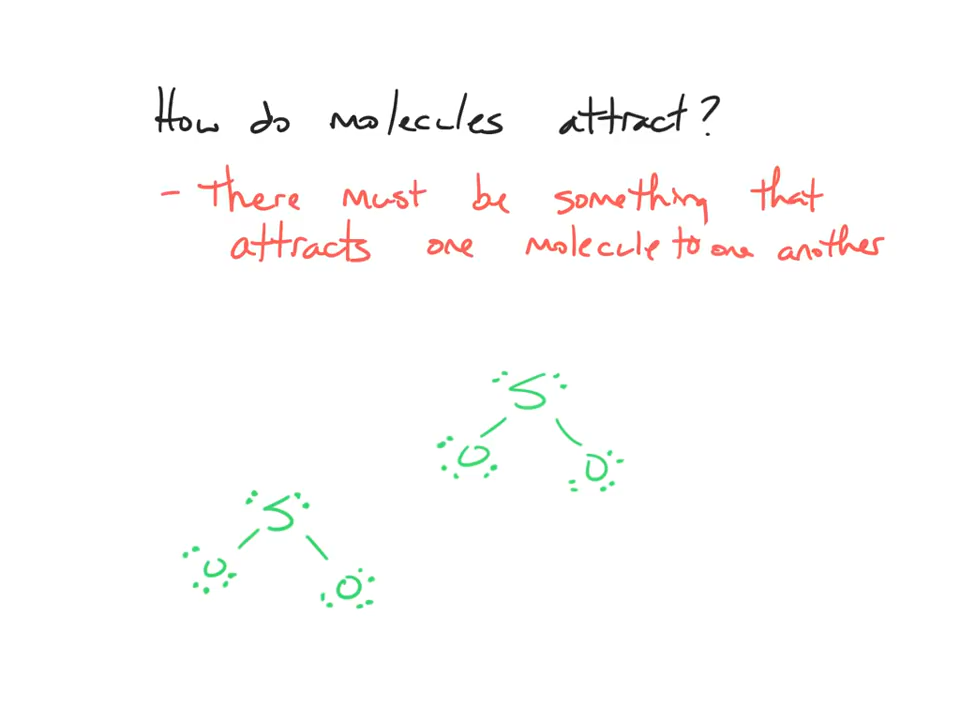 How do molecules attract?
- There must be something that
attracts one molecule to one another
S
O O
S
O O